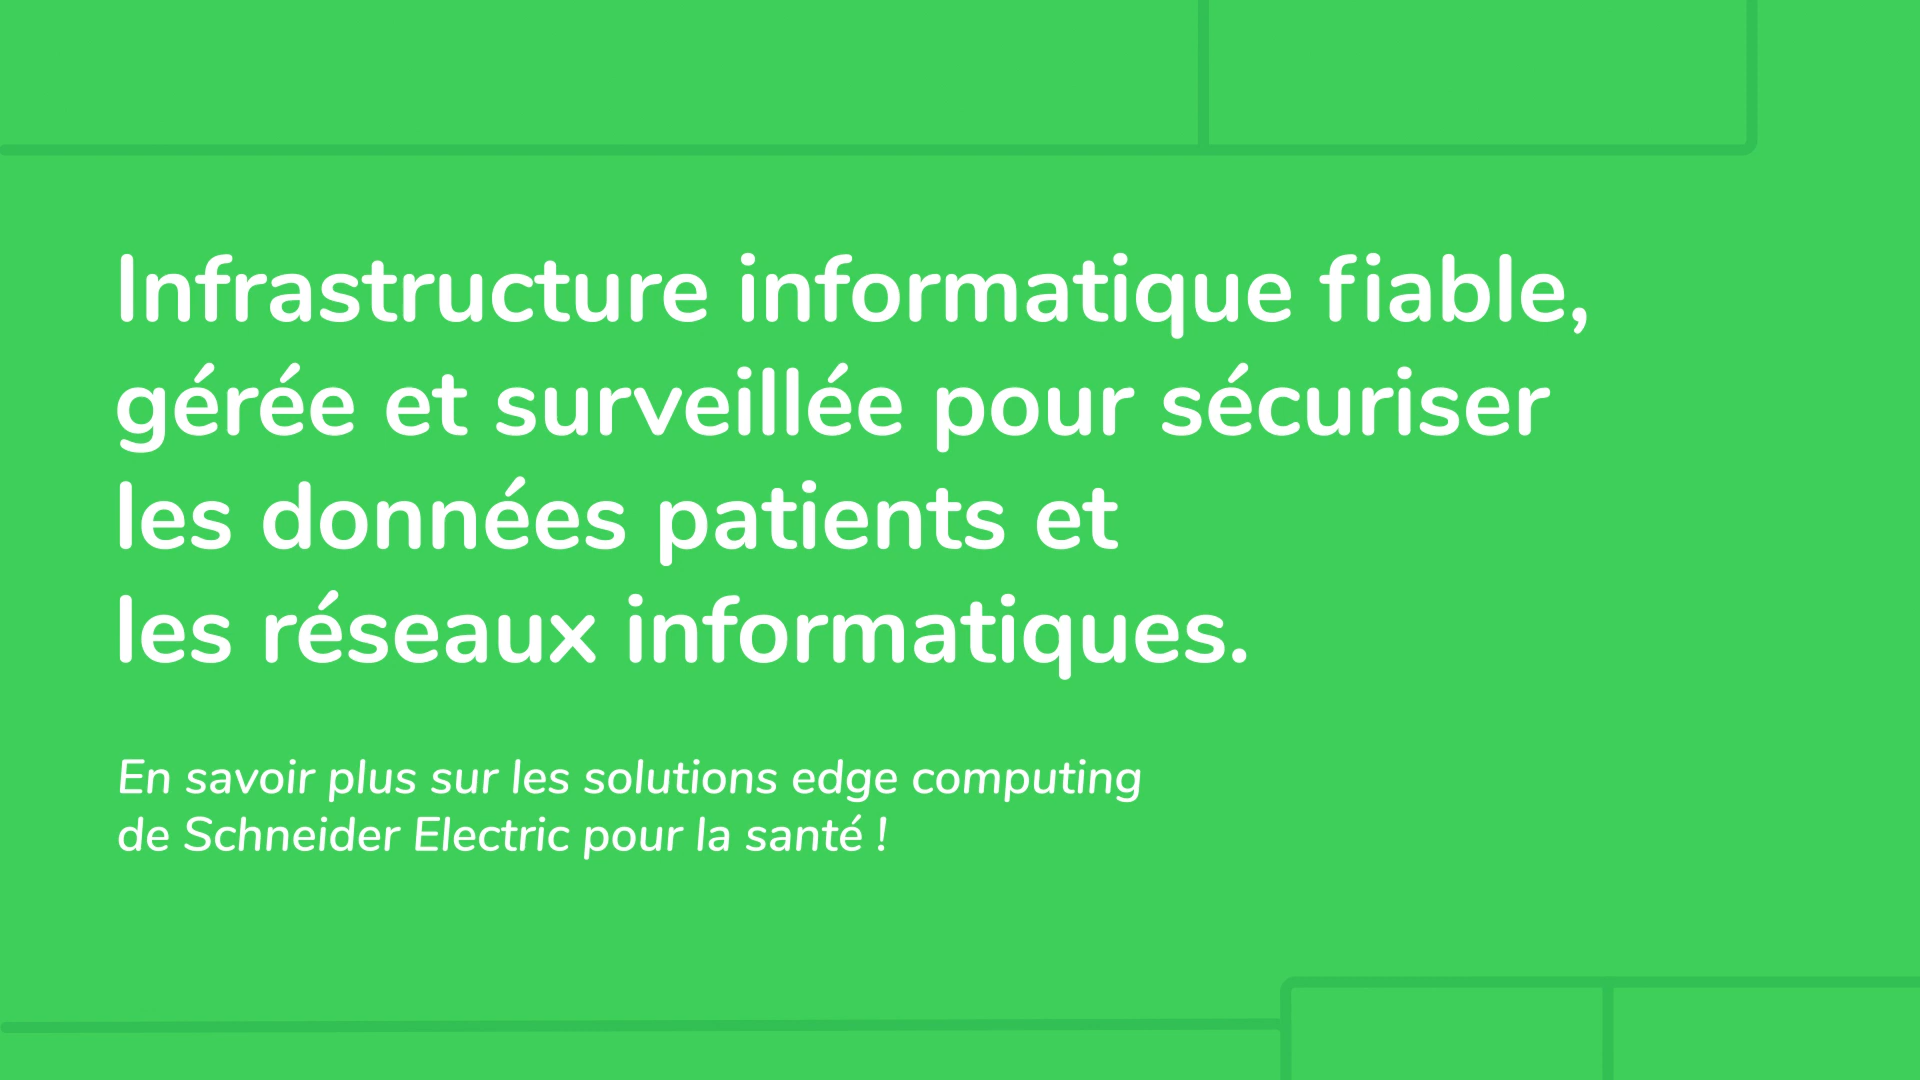 Infrastructure informatique fiable,
gérée et surveillée pour sécuriser
les données patients et
les réseaux informatiques.
En savoir plus sur les solutions edge computing
de Schneider Electric pour la santé !